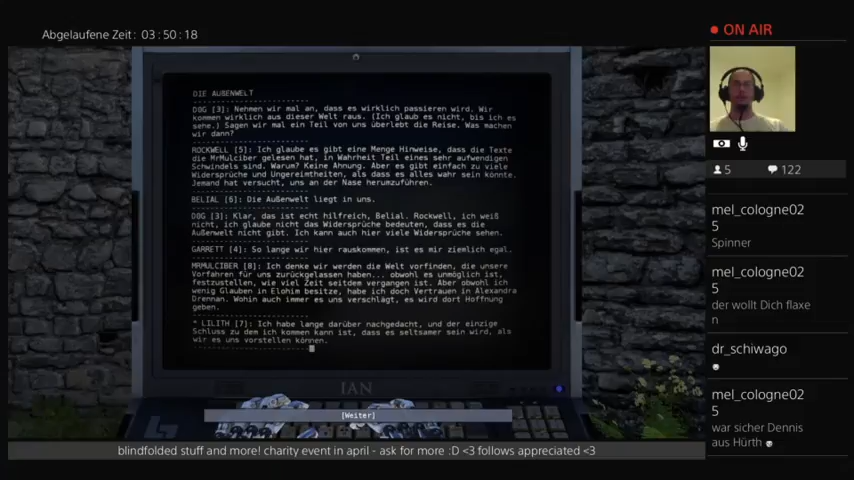 Abgelaufene Zeit: 03:50:18
DIE AUßENWELT
------------------------
DOG [3]: Nehmen wir mal an, dass es wirklich passieren wird. Wir
kommen wirklich aus dieser Welt raus. (Ich glaub es nicht, bis ich es
sehe.) Sagen wir mal ein Teil von uns überlebt die Reise. Was machen
wir dann?
------------------------
ROCKWELL [5]: Ich glaube es gibt eine Menge Hinweise, dass die Texte
die MrMulciber gelesen hat, in Wahrheit Teil eines sehr aufwendigen
Schwindels sind. Warum? Keine Ahnung. Aber es gibt einfach zu viele
Widersprüche und Ungereimtheiten, als dass es alles wahr sein könnte.
Jemand hat versucht, uns an der Nase herumzuführen.
------------------------
BELIAL [6]: Die Außenwelt liegt in uns.
------------------------
DOG [3]: Klar, das ist echt hilfreich, Belial. Rockwell, ich weiß
nicht, ich glaube nicht das Widersprüche bedeuten, dass es die
Außenwelt nicht gibt. Ich kann auch hier viele Widersprüche sehen.
------------------------
GARRETT [4]: So lange wir hier rauskommen, ist es mir ziemlich egal.
------------------------
MRMULCIBER [8]: Ich denke wir werden die Welt vorfinden, die unsere
Vorfahren für uns zurückgelassen haben... obwohl es unmöglich ist,
festzustellen, wie viel Zeit seitdem vergangen ist. Aber obwohl ich
wenig Glauben in Elohim besitze, habe ich doch Vertrauen in Alexandra
Drennan. Wohin auch immer es uns verschlägt, es wird dort Hoffnung
geben.
------------------------
* LILITH [7]: Ich habe lange darüber nachgedacht, und der einzige
Schluss zu dem ich kommen kann ist, dass es seltsamer sein wird, als
wir es uns vorstellen können.
------------------------
IAN
[Weiter]
blindfolded stuff and more! charity event in april - ask for more :D <3 follows appreciated <3
ON AIR
5 122
mel_cologne02
5
Spinner
mel_cologne02
5
der wollt Dich flaxe
n
dr_schiwago
mel_cologne02
5
war sicher Dennis
aus Hürth